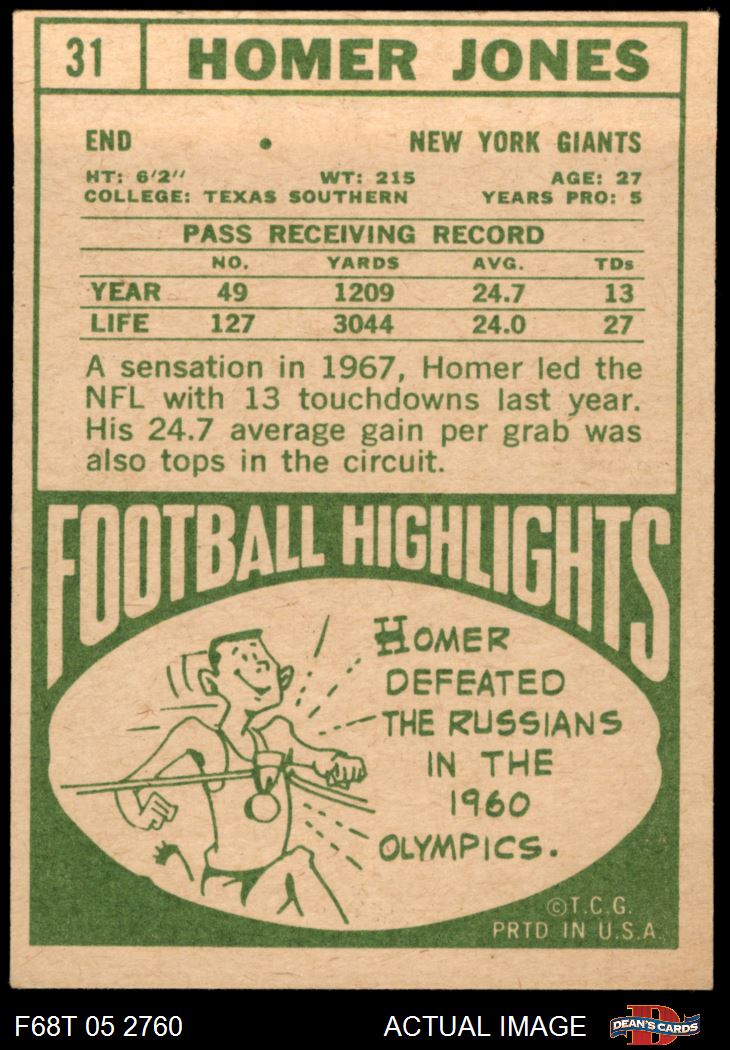 31 HOMER JONES
END • NEW YORK GIANTS
HT: 6'2" WT: 215 AGE: 27
COLLEGE: TEXAS SOUTHERN YEARS PRO: 5
PASS RECEIVING RECORD
NO. YARDS AVG. TDs
YEAR 49 1209 24.7 13
LIFE 127 3044 24.0 27
A sensation in 1967, Homer led the
NFL with 13 touchdowns last year.
His 24.7 average gain per grab was
also tops in the circuit.
FOOTBALL HIGHLIGHTS
HOMER
DEFEATED
THE RUSSIANS
IN THE
1960
OLYMPICS.
©T.C.G.
PRTD IN U.S.A.
F68T 05 2760 ACTUAL IMAGE D DEAN'S CARDS